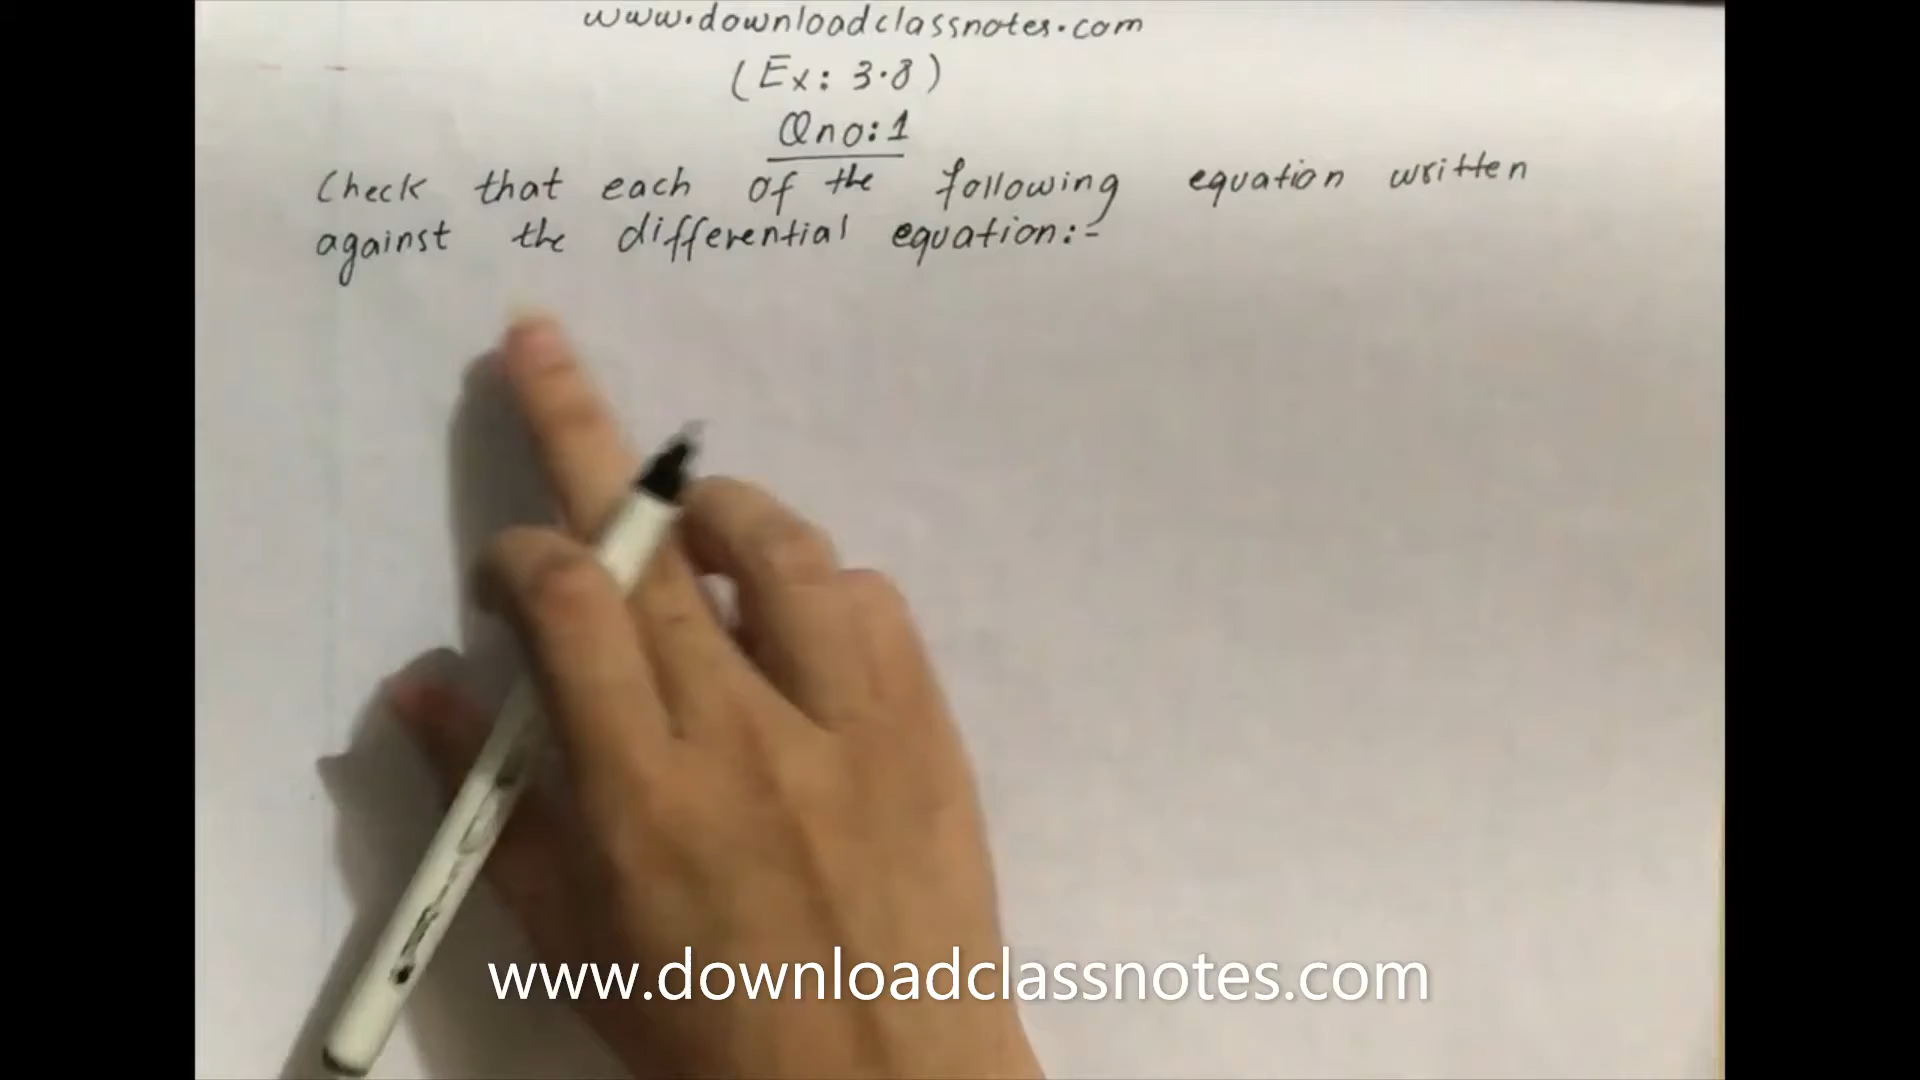 www.downloadclassnotes.com
(Ex: 3.8)
Qno:1
Check that each of the following equation written
against the differential equation:-
www.downloadclassnotes.com